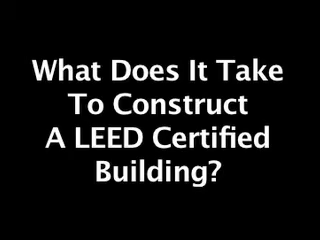 What Does It Take
To Construct
A LEED Certified
Building?